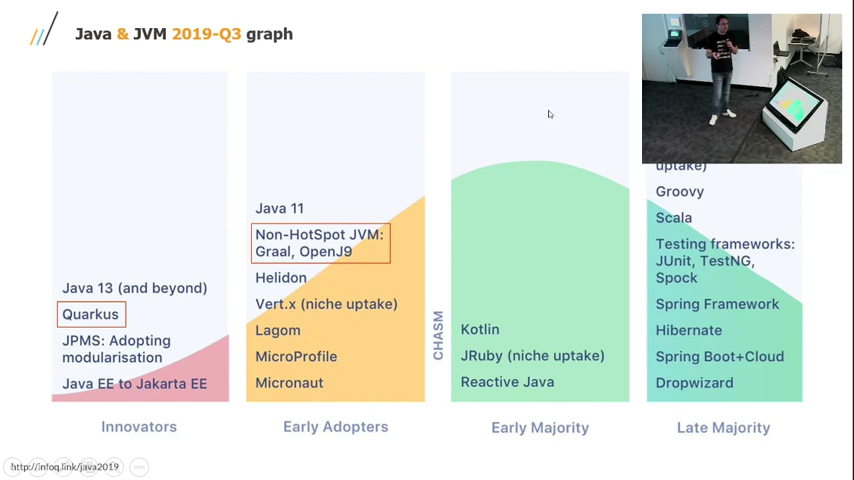 Java & JVM 2019-Q3 graph
Java 13 (and beyond)
Quarkus
JPMS: Adopting
modularisation
Java EE to Jakarta EE
Innovators
Java 11
Non-HotSpot JVM:
Graal, OpenJ9
Helidon
Vert.x (niche uptake)
Lagom
MicroProfile
Micronaut
Early Adopters
CHASM
Kotlin
JRuby (niche uptake)
Reactive Java
Early Majority
uptake)
Groovy
Scala
Testing frameworks:
JUnit, TestNG,
Spock
Spring Framework
Hibernate
Spring Boot+Cloud
Dropwizard
Late Majority
http://infoq.link/java2019